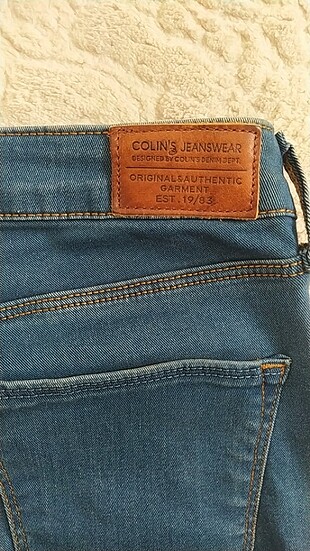 COLIN'S JEANSWEAR
DESIGNED BY COLIN'S DENIM DEPT.
ORIGINAL&AUTHENTIC
GARMENT
EST. 19/83